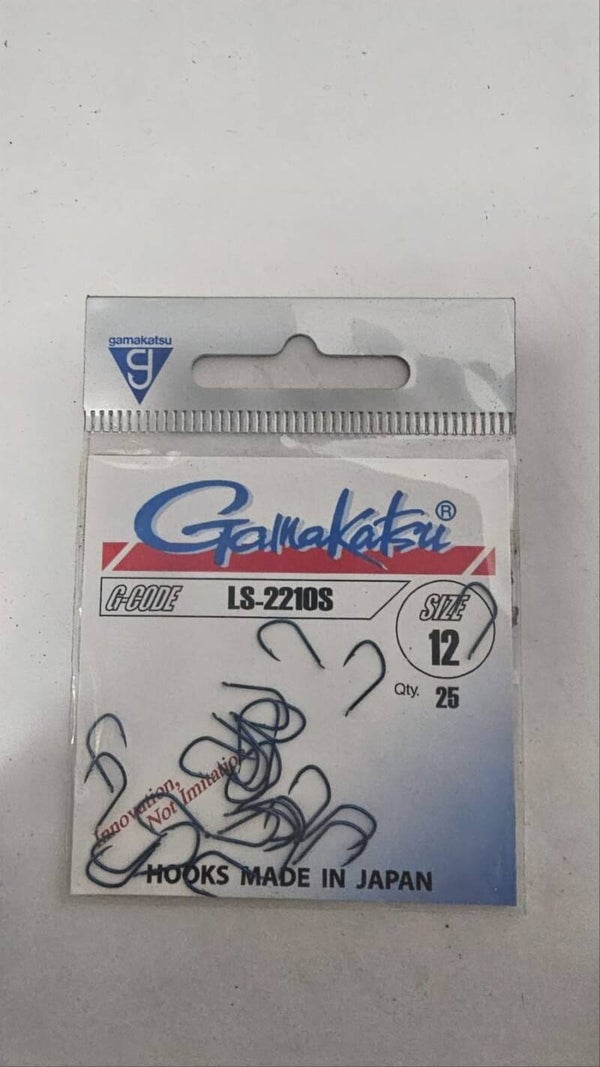 gamakatsu
g
Gamakatsu®
G-CODE LS-2210S
SIZE
12
Qty. 25
Innovation,
Not Imitation
HOOKS MADE IN JAPAN